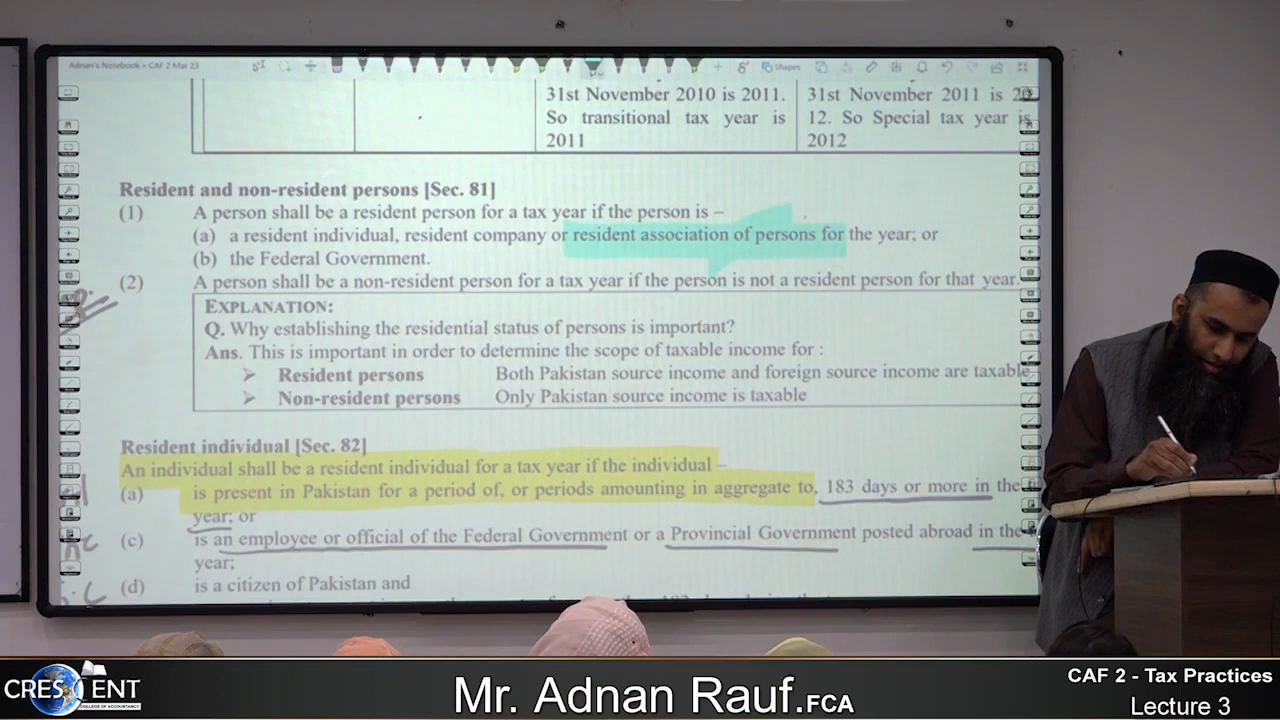 Adnan's Notebook » CAF 2 Mar 23
Shapes
31st November 2010 is 2011. So transitional tax year is 2011
31st November 2011 is 20 12. So Special tax year is 2012
Resident and non-resident persons [Sec. 81]
(1) A person shall be a resident person for a tax year if the person is –
(a) a resident individual, resident company or resident association of persons for the year; or
(b) the Federal Government.
(2) A person shall be a non-resident person for a tax year if the person is not a resident person for that year.
EXPLANATION:
Q. Why establishing the residential status of persons is important?
Ans. This is important in order to determine the scope of taxable income for :
➢ Resident persons Both Pakistan source income and foreign source income are taxable
➢ Non-resident persons Only Pakistan source income is taxable
Resident individual [Sec. 82]
An individual shall be a resident individual for a tax year if the individual –
(a) is present in Pakistan for a period of, or periods amounting in aggregate to, 183 days or more in the
year; or
(c) is an employee or official of the Federal Government or a Provincial Government posted abroad in the
year;
(d) is a citizen of Pakistan and
CRESCENT
COLLEGE OF ACCOUNTANCY
Mr. Adnan Rauf.FCA
CAF 2 - Tax Practices
Lecture 3